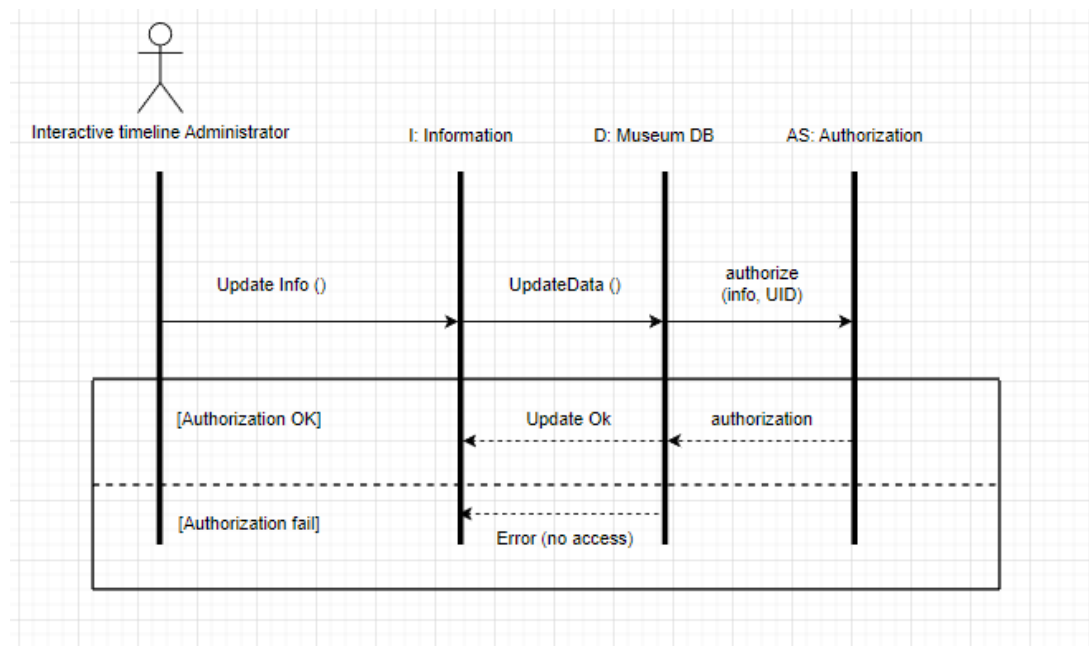 Interactive timeline Administrator
I: Information
D: Museum DB
AS: Authorization
Update Info ()
UpdateData ()
authorize
(info, UID)
[Authorization OK]
Update Ok
authorization
[Authorization fail]
Error (no access)